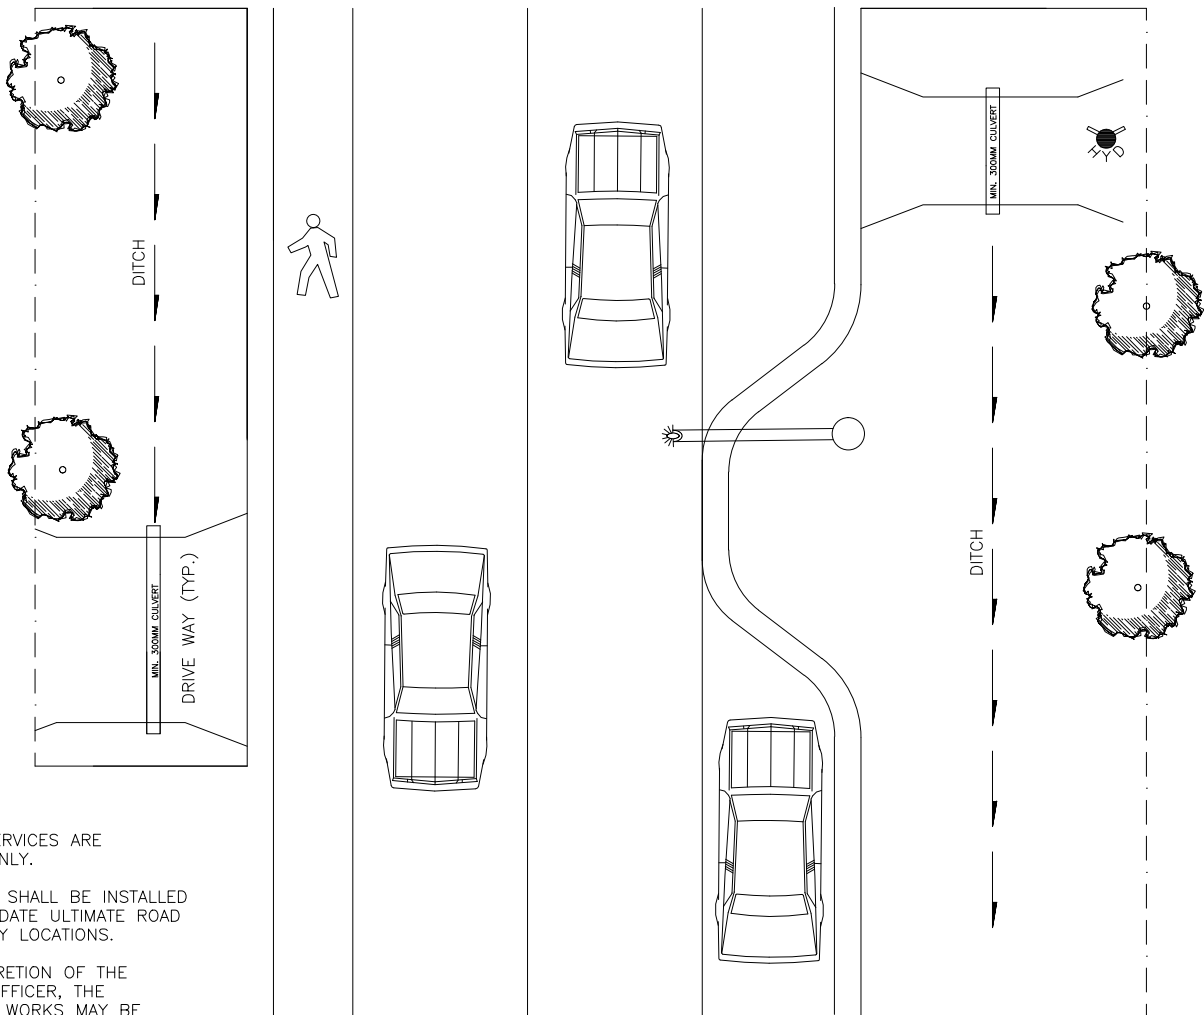 DITCH
MIN. 300MM CULVERT
HYD
MIN. 300MM CULVERT
DRIVE WAY (TYP.)
DITCH
ERVICES ARE
NLY.
SHALL BE INSTALLED
DATE ULTIMATE ROAD
Y LOCATIONS.
RETION OF THE
FFICER, THE
WORKS MAY BE